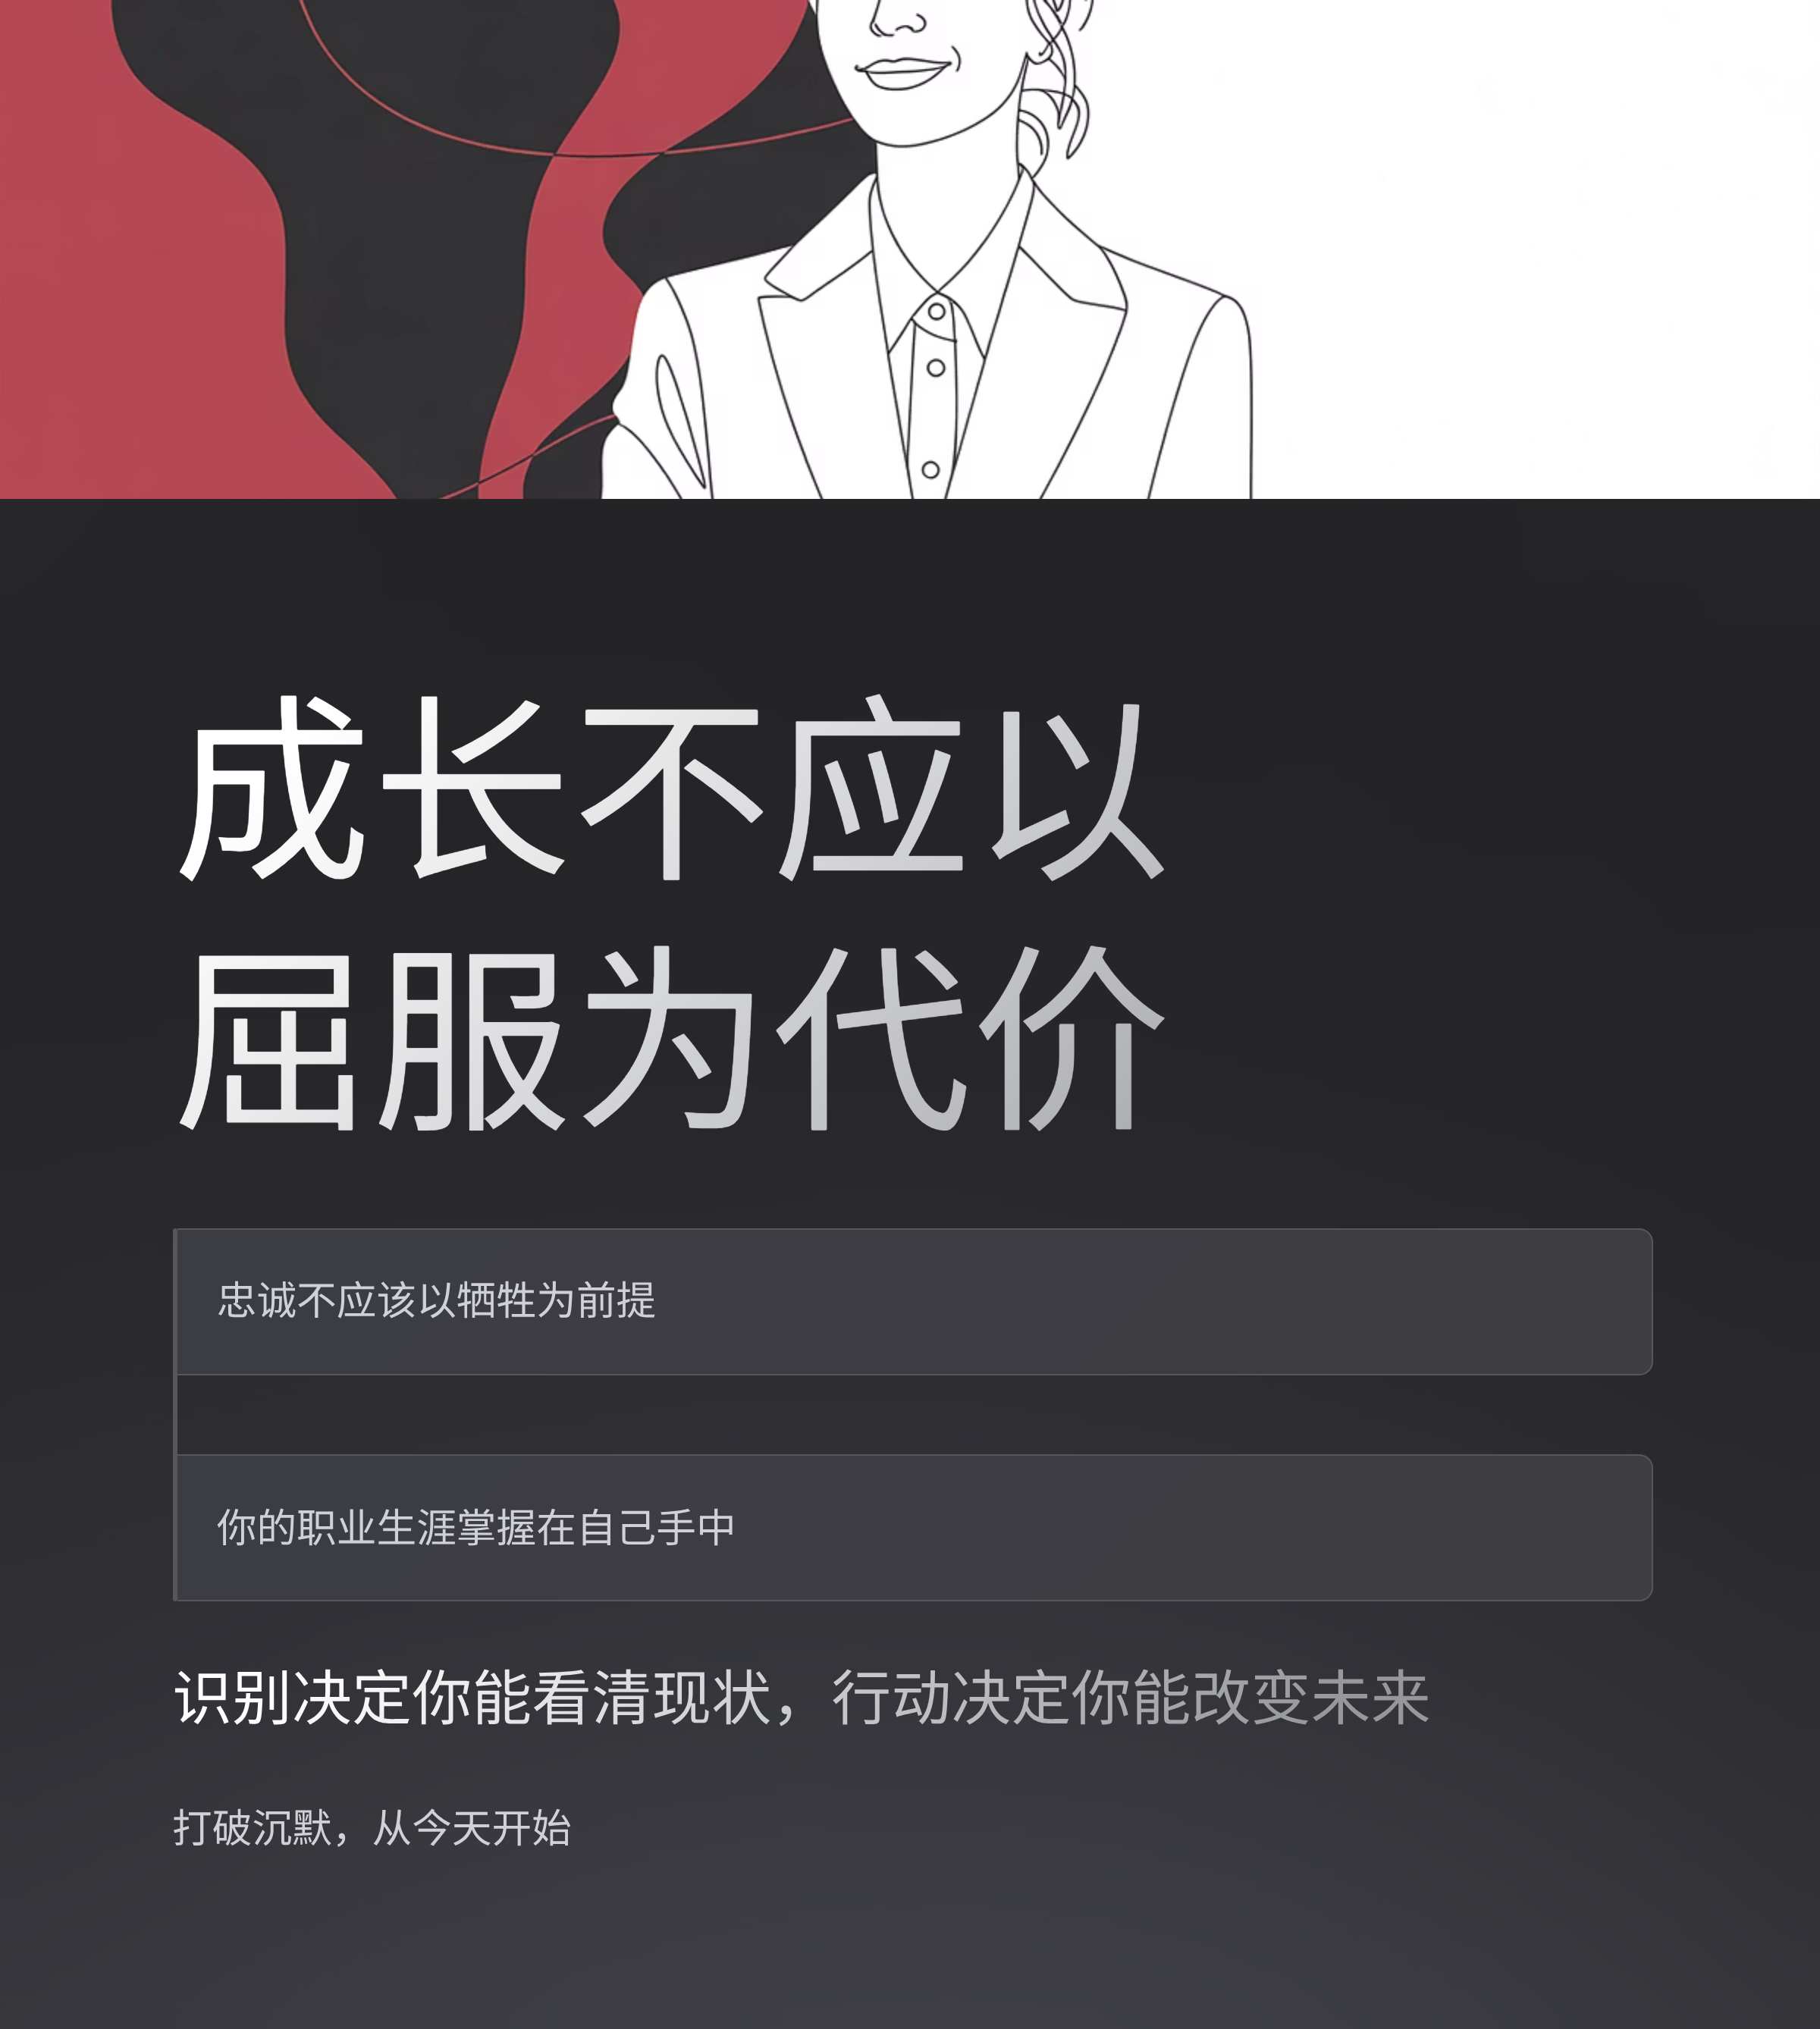 成长不应以
屈服为代价
忠诚不应该以牺牲为前提
你的职业生涯掌握在自己手中
识别决定你能看清现状，行动决定你能改变未来
打破沉默，从今天开始